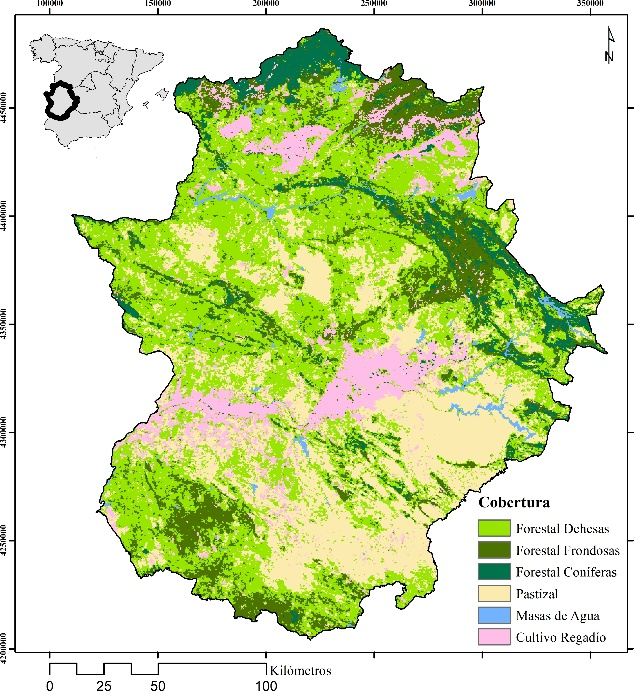 100000 150000 200000 250000 300000 350000
N
4450000
4400000
4350000
4300000
4250000
4200000
Cobertura
Forestal Dehesas
Forestal Frondosas
Forestal Coníferas
Pastizal
Masas de Agua
Cultivo Regadío
Kilómetros
0 25 50 100